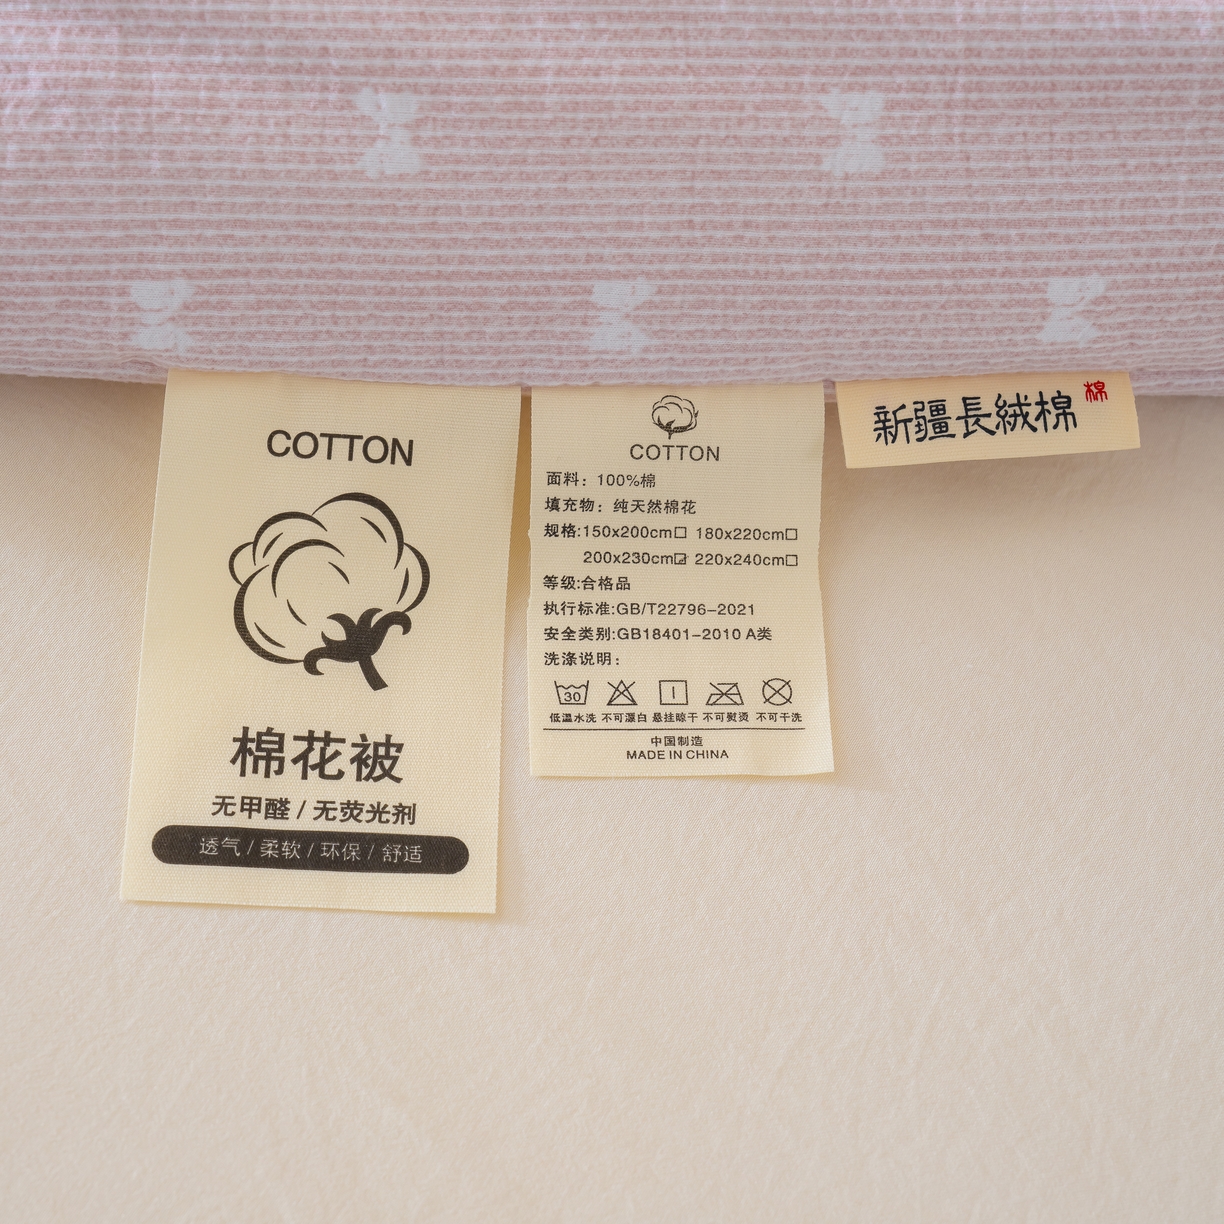 COTTON
棉花被
无甲醛 / 无荧光剂
透气 / 柔软 / 环保 / 舒适
COTTON
面料：100%棉
填充物：纯天然棉花
规格:150x200cm☐ 180x220cm☐
200x230cm☑ 220x240cm☐
等级:合格品
执行标准:GB/T22796-2021
安全类别:GB18401-2010 A类
洗涤说明：
30
低温水洗 不可漂白 悬挂晾干 不可熨烫 不可干洗
中国制造
MADE IN CHINA
新疆長絨棉
棉